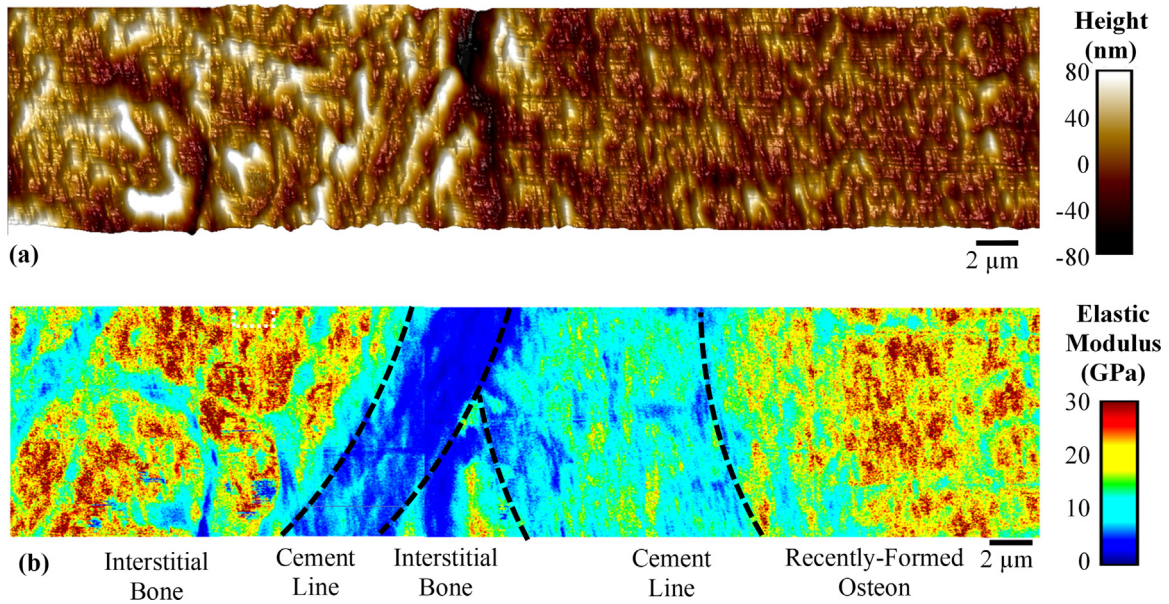 Height
(nm)
80
40
0
-40
-80
(a)
2 µm
Elastic
Modulus
(GPa)
30
20
10
0
(b)
2 µm
Interstitial
Bone
Cement
Line
Interstitial
Bone
Cement
Line
Recently-Formed
Osteon